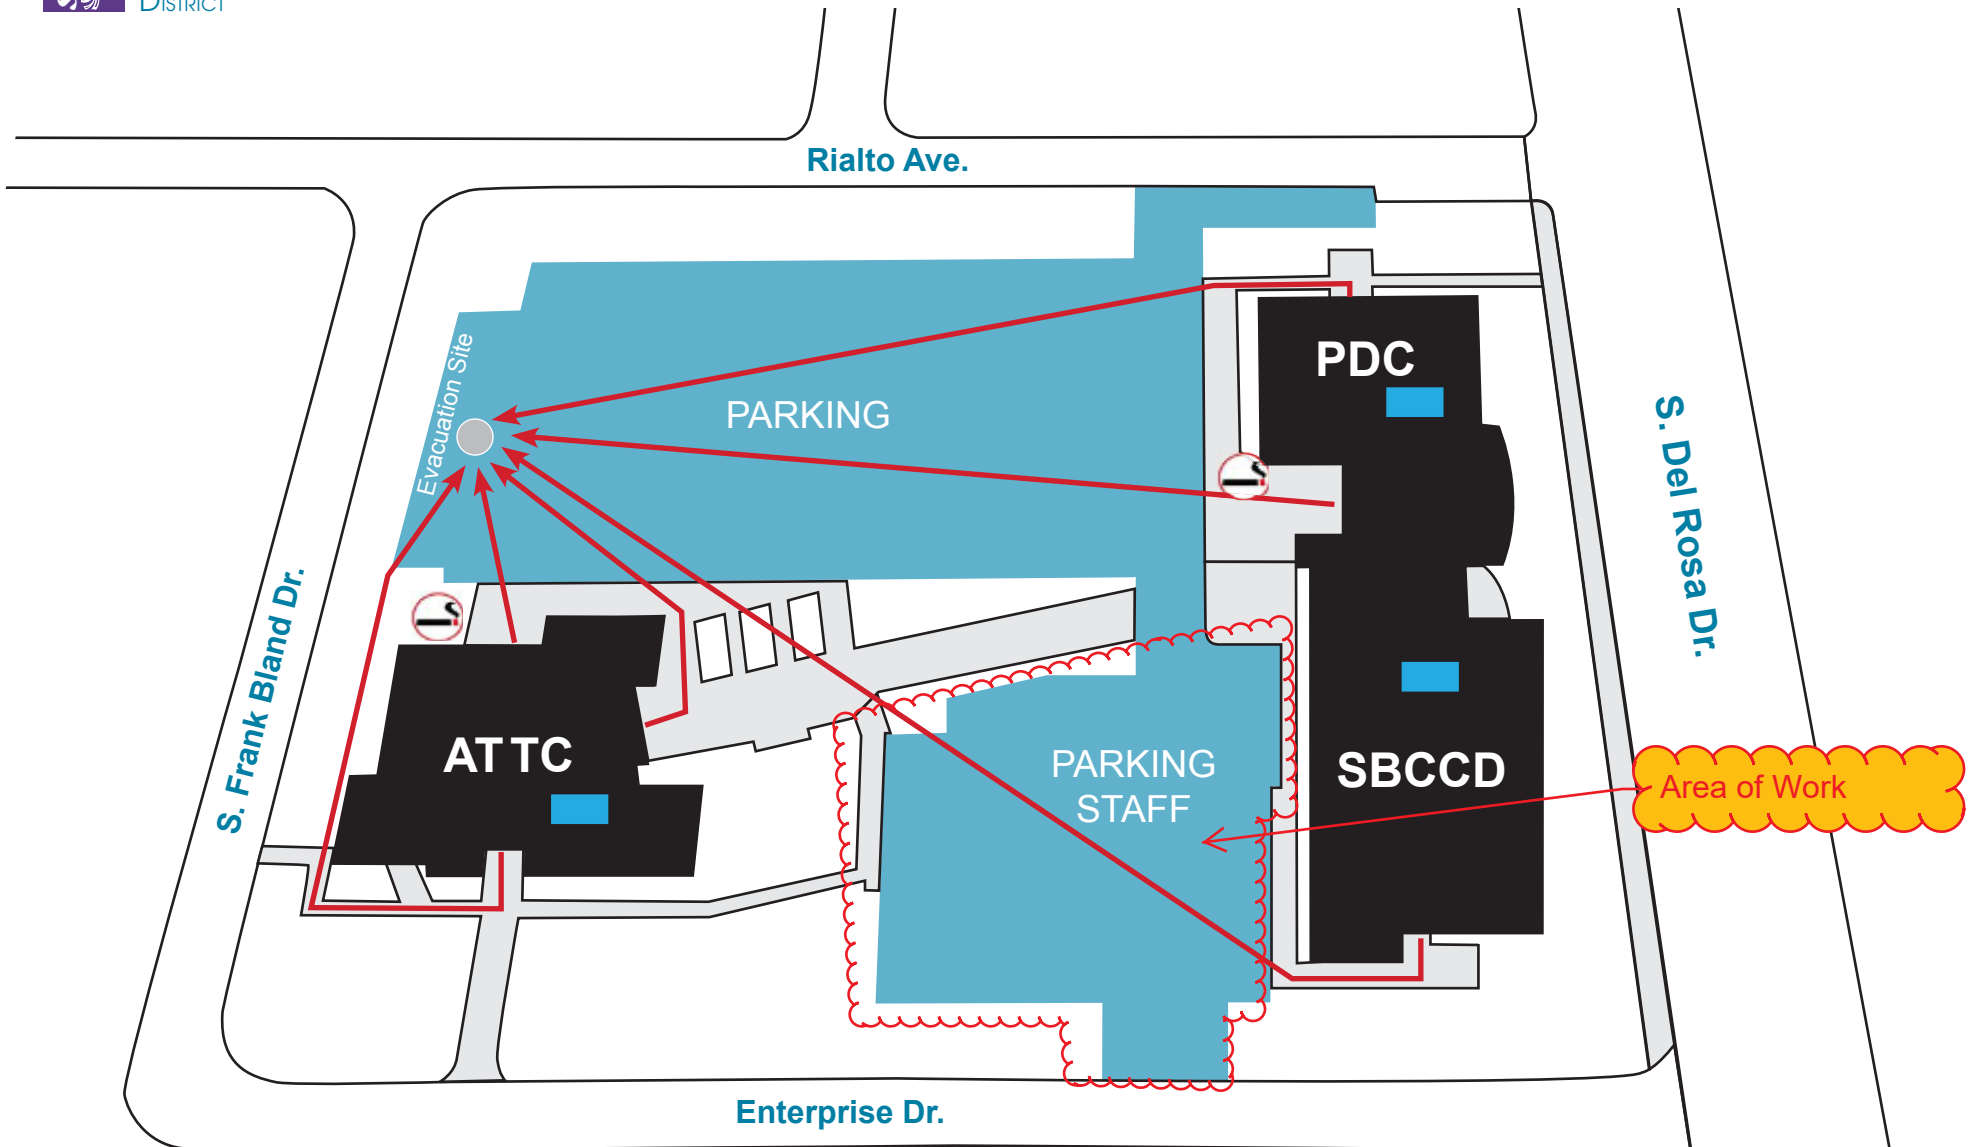 DISTRICT
Rialto Ave.
PDC
Evacuation Site
PARKING
S. Del Rosa Dr.
S. Frank Bland Dr.
ATTC
PARKING
STAFF
SBCCD
Area of Work
Enterprise Dr.